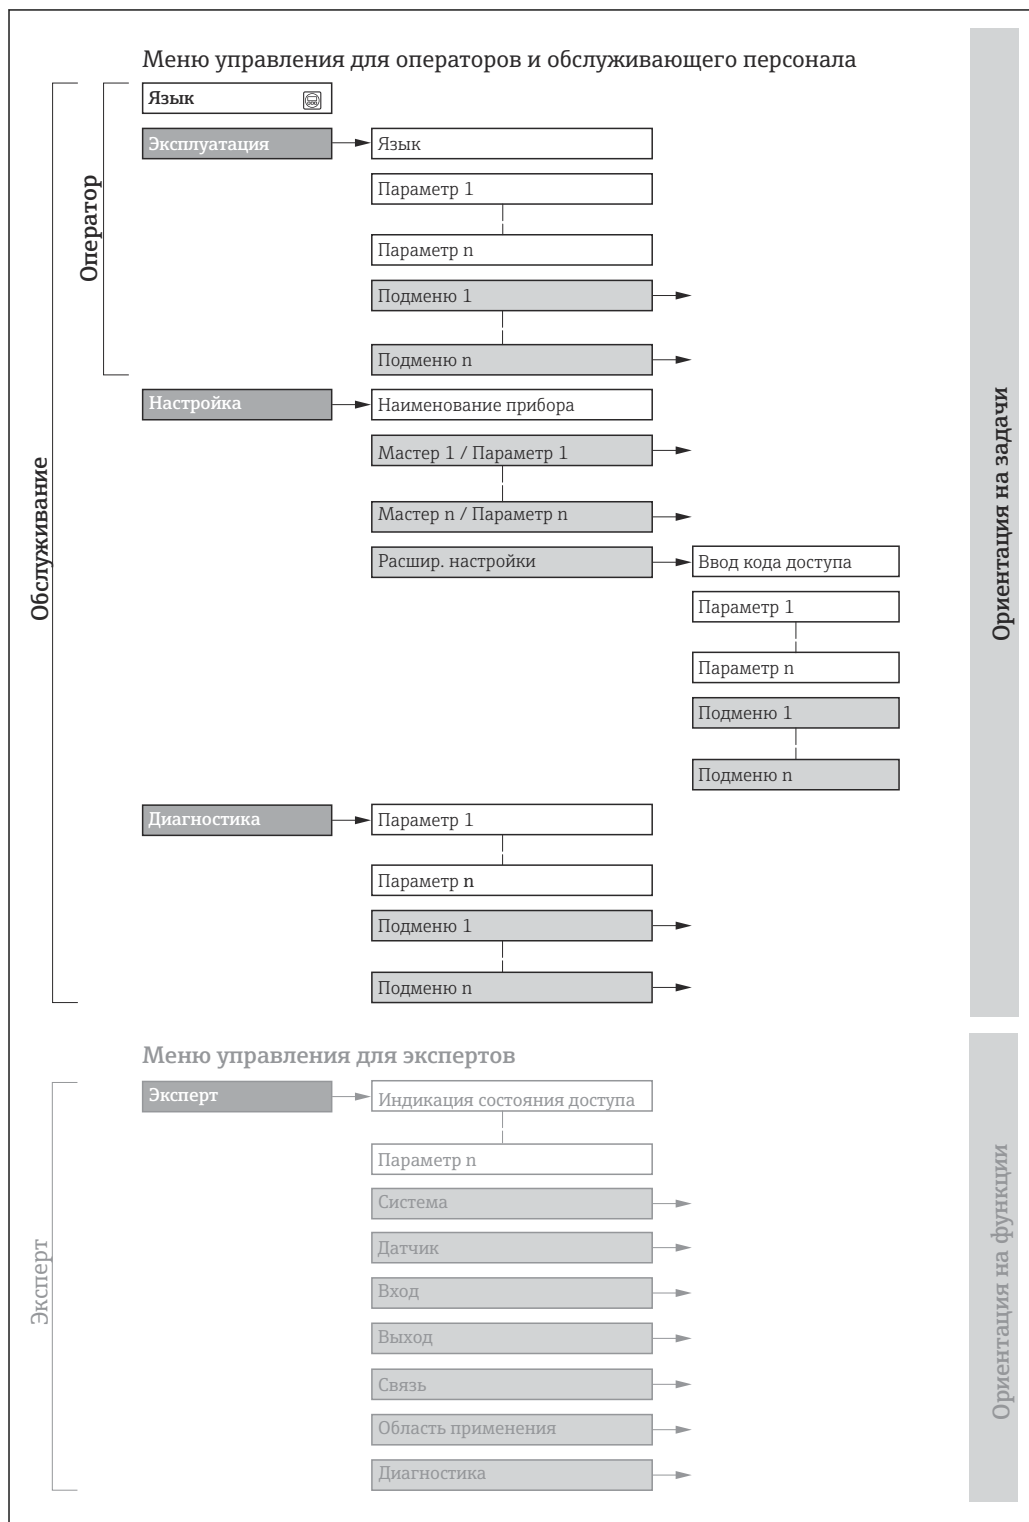 Меню управления для операторов и обслуживающего персонала
Язык
Эксплуатация
Язык
Параметр 1
Параметр n
Подменю 1
Подменю n
Оператор
Настройка
Наименование прибора
Мастер 1 / Параметр 1
Мастер n / Параметр n
Расшир. настройки
Ввод кода доступа
Параметр 1
Параметр n
Подменю 1
Подменю n
Обслуживание
Диагностика
Параметр 1
Параметр n
Подменю 1
Подменю n
Ориентация на задачи
Меню управления для экспертов
Эксперт
Индикация состояния доступа
Параметр n
Система
Датчик
Вход
Выход
Связь
Область применения
Диагностика
Эксперт
Ориентация на функции